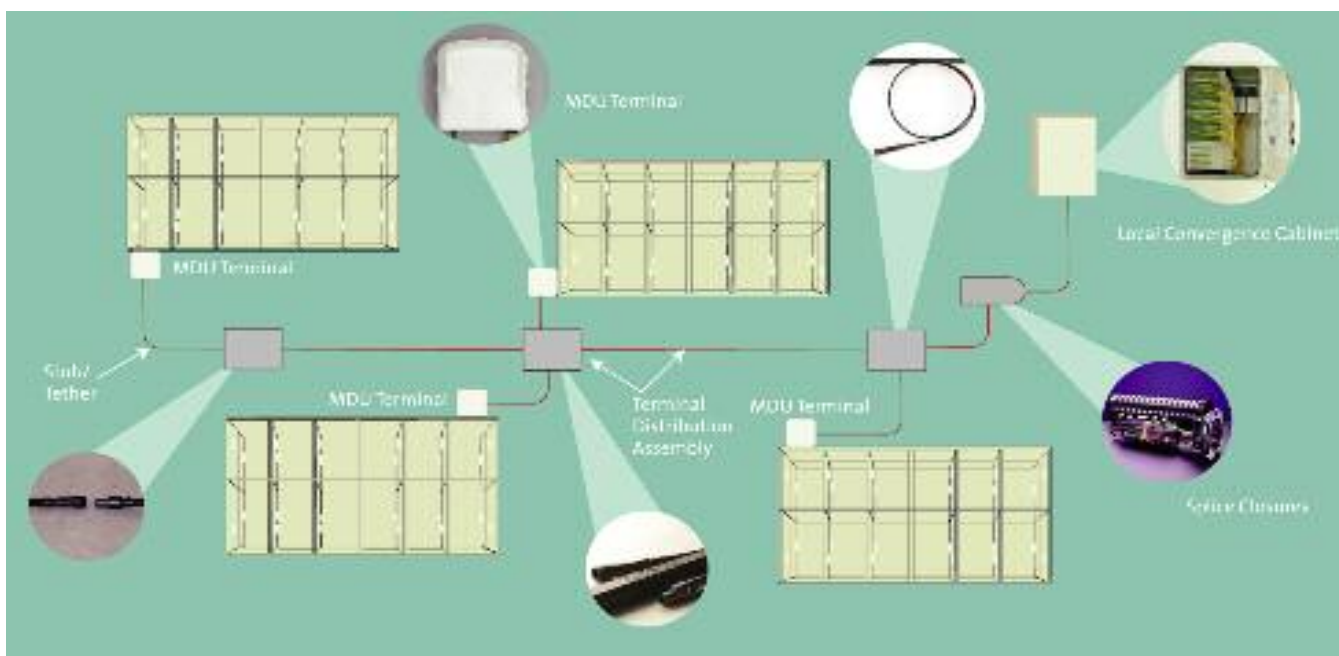 MDU Terminal
MDU Terminal
Local Convergence Cabinet
Stub/
Tether
MDU Terminal
Terminal
Distribution
Assembly
MDU Terminal
Splice Closures